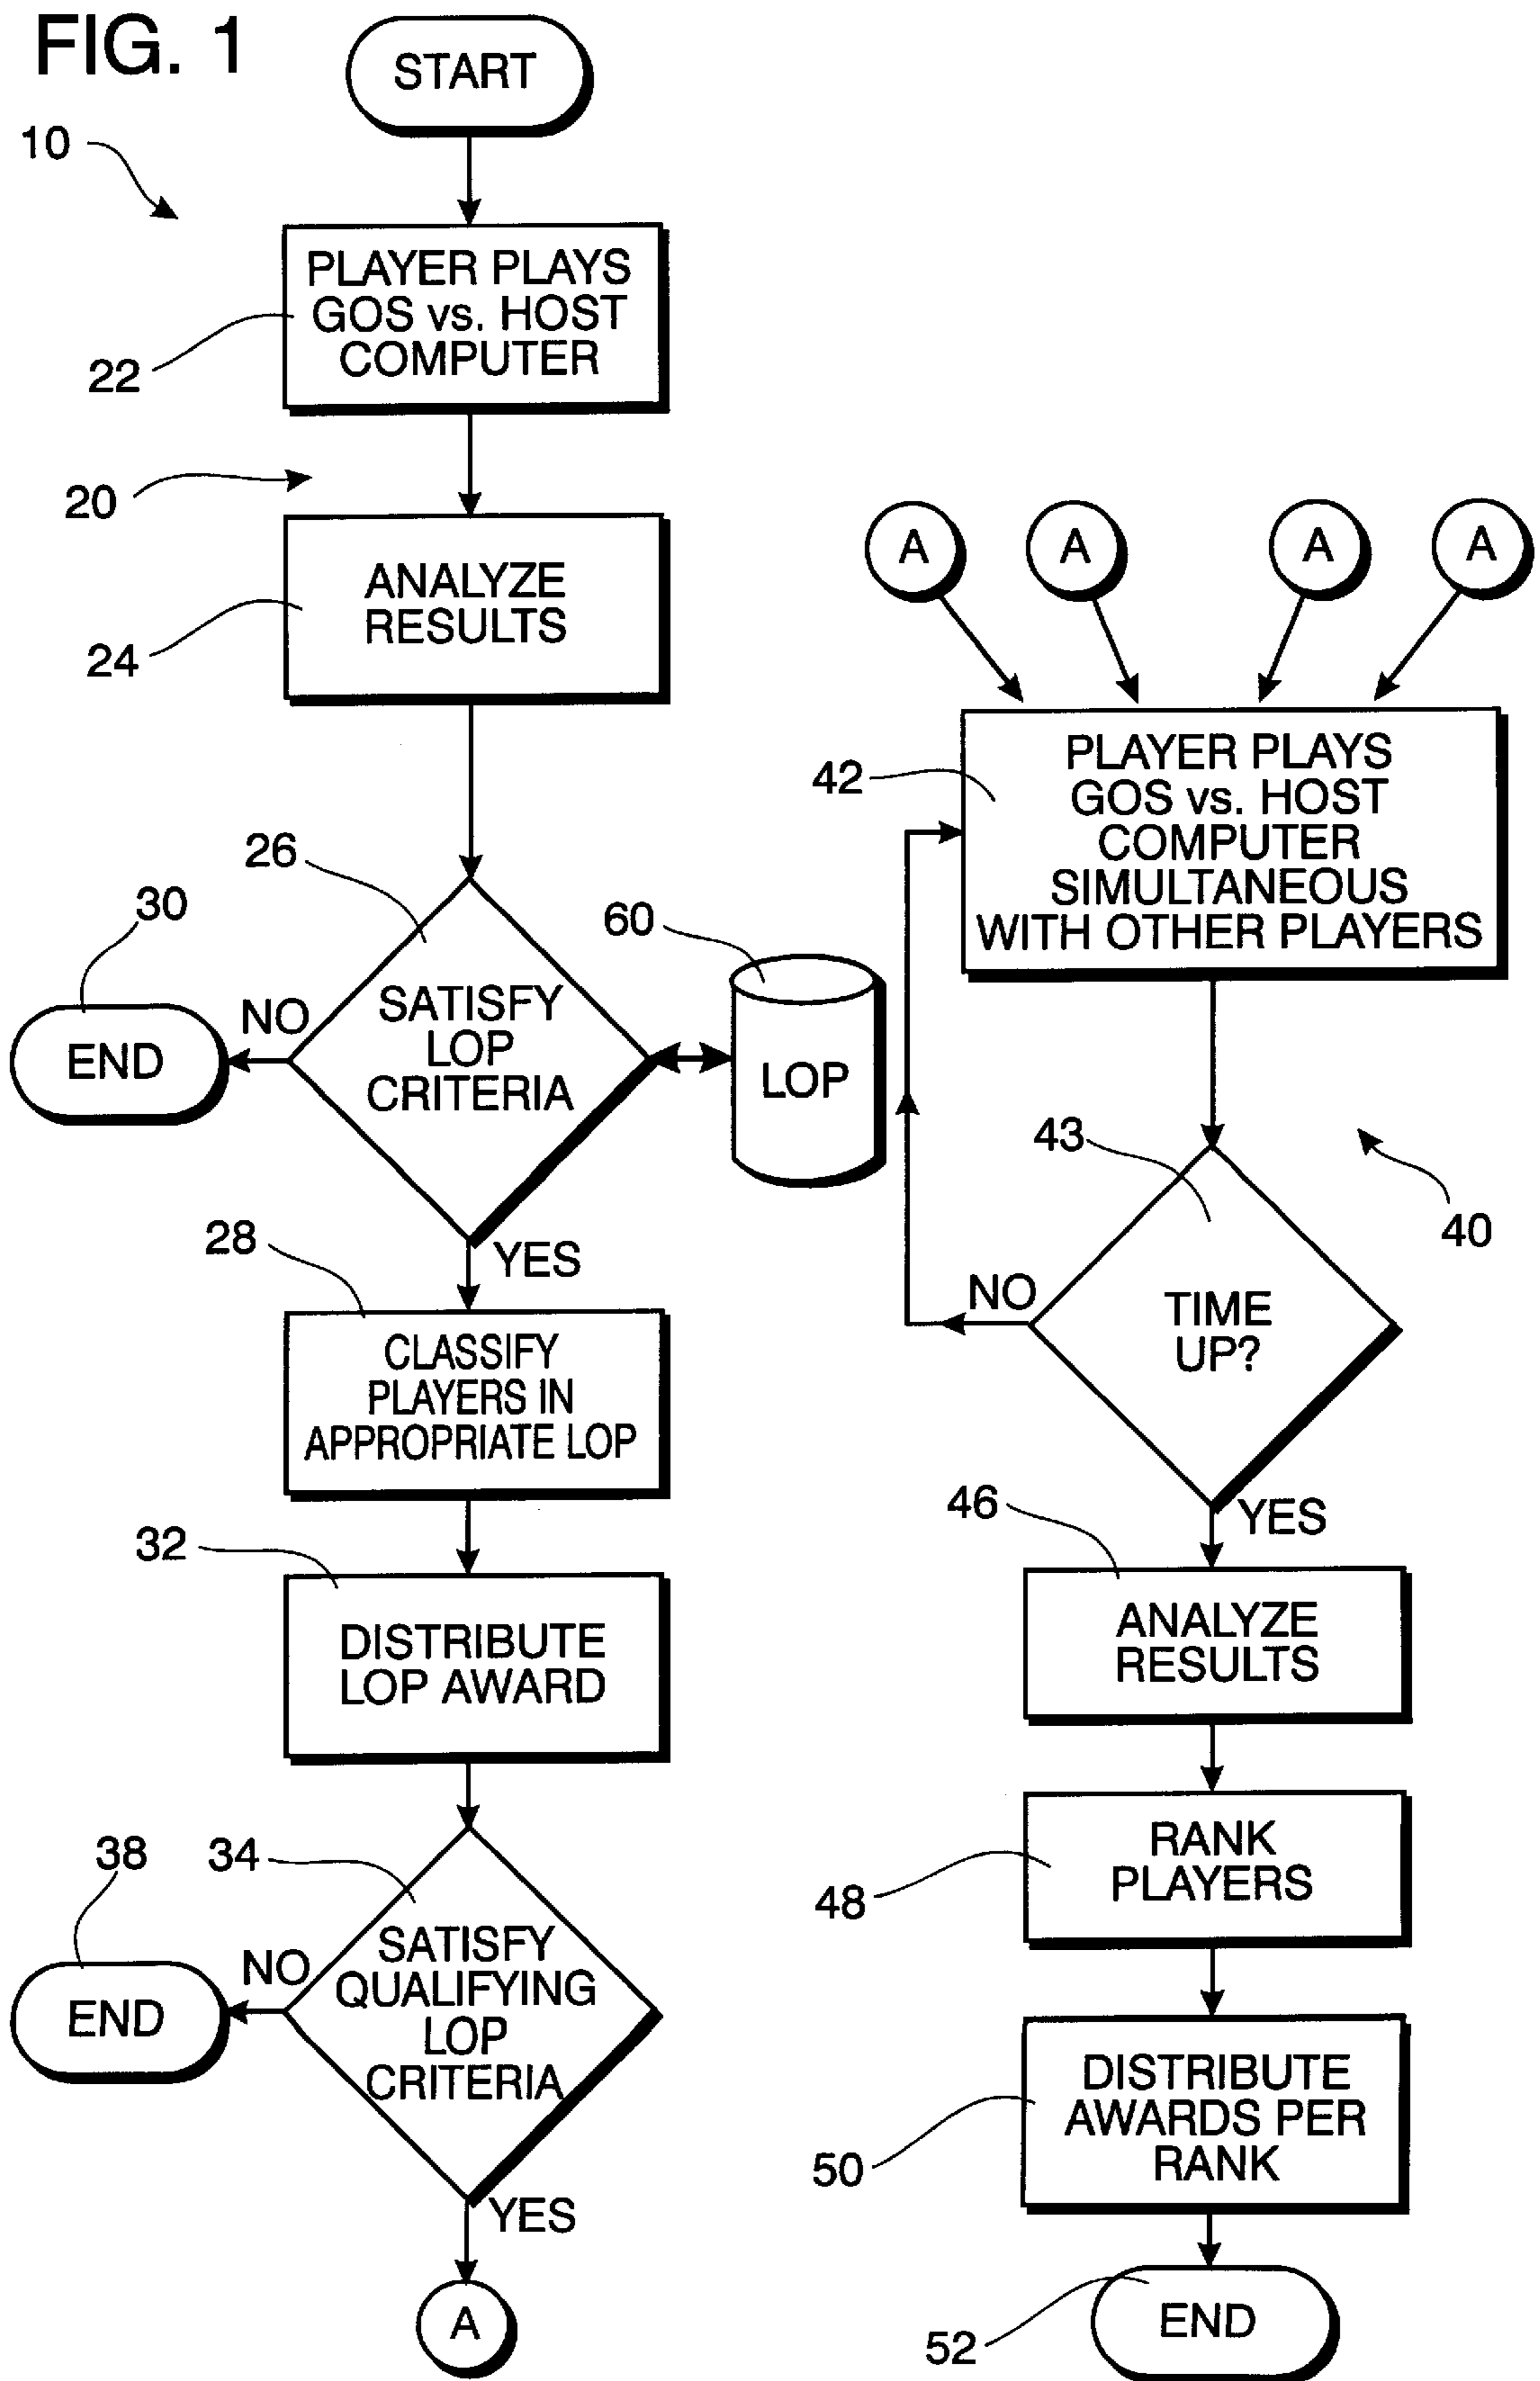 FIG. 1
START
10
PLAYER PLAYS
GOS vs. HOST
COMPUTER
22
20
ANALYZE
RESULTS
24
26
30
SATISFY
LOP
CRITERIA
NO
END
60
LOP
YES
28
CLASSIFY
PLAYERS IN
APPROPRIATE LOP
32
DISTRIBUTE
LOP AWARD
38
34
SATISFY
QUALIFYING
LOP
CRITERIA
NO
END
YES
A
A
A
A
A
42
PLAYER PLAYS
GOS vs. HOST
COMPUTER
SIMULTANEOUS
WITH OTHER PLAYERS
43
40
NO
TIME
UP?
YES
46
ANALYZE
RESULTS
48
RANK
PLAYERS
50
DISTRIBUTE
AWARDS PER
RANK
52
END